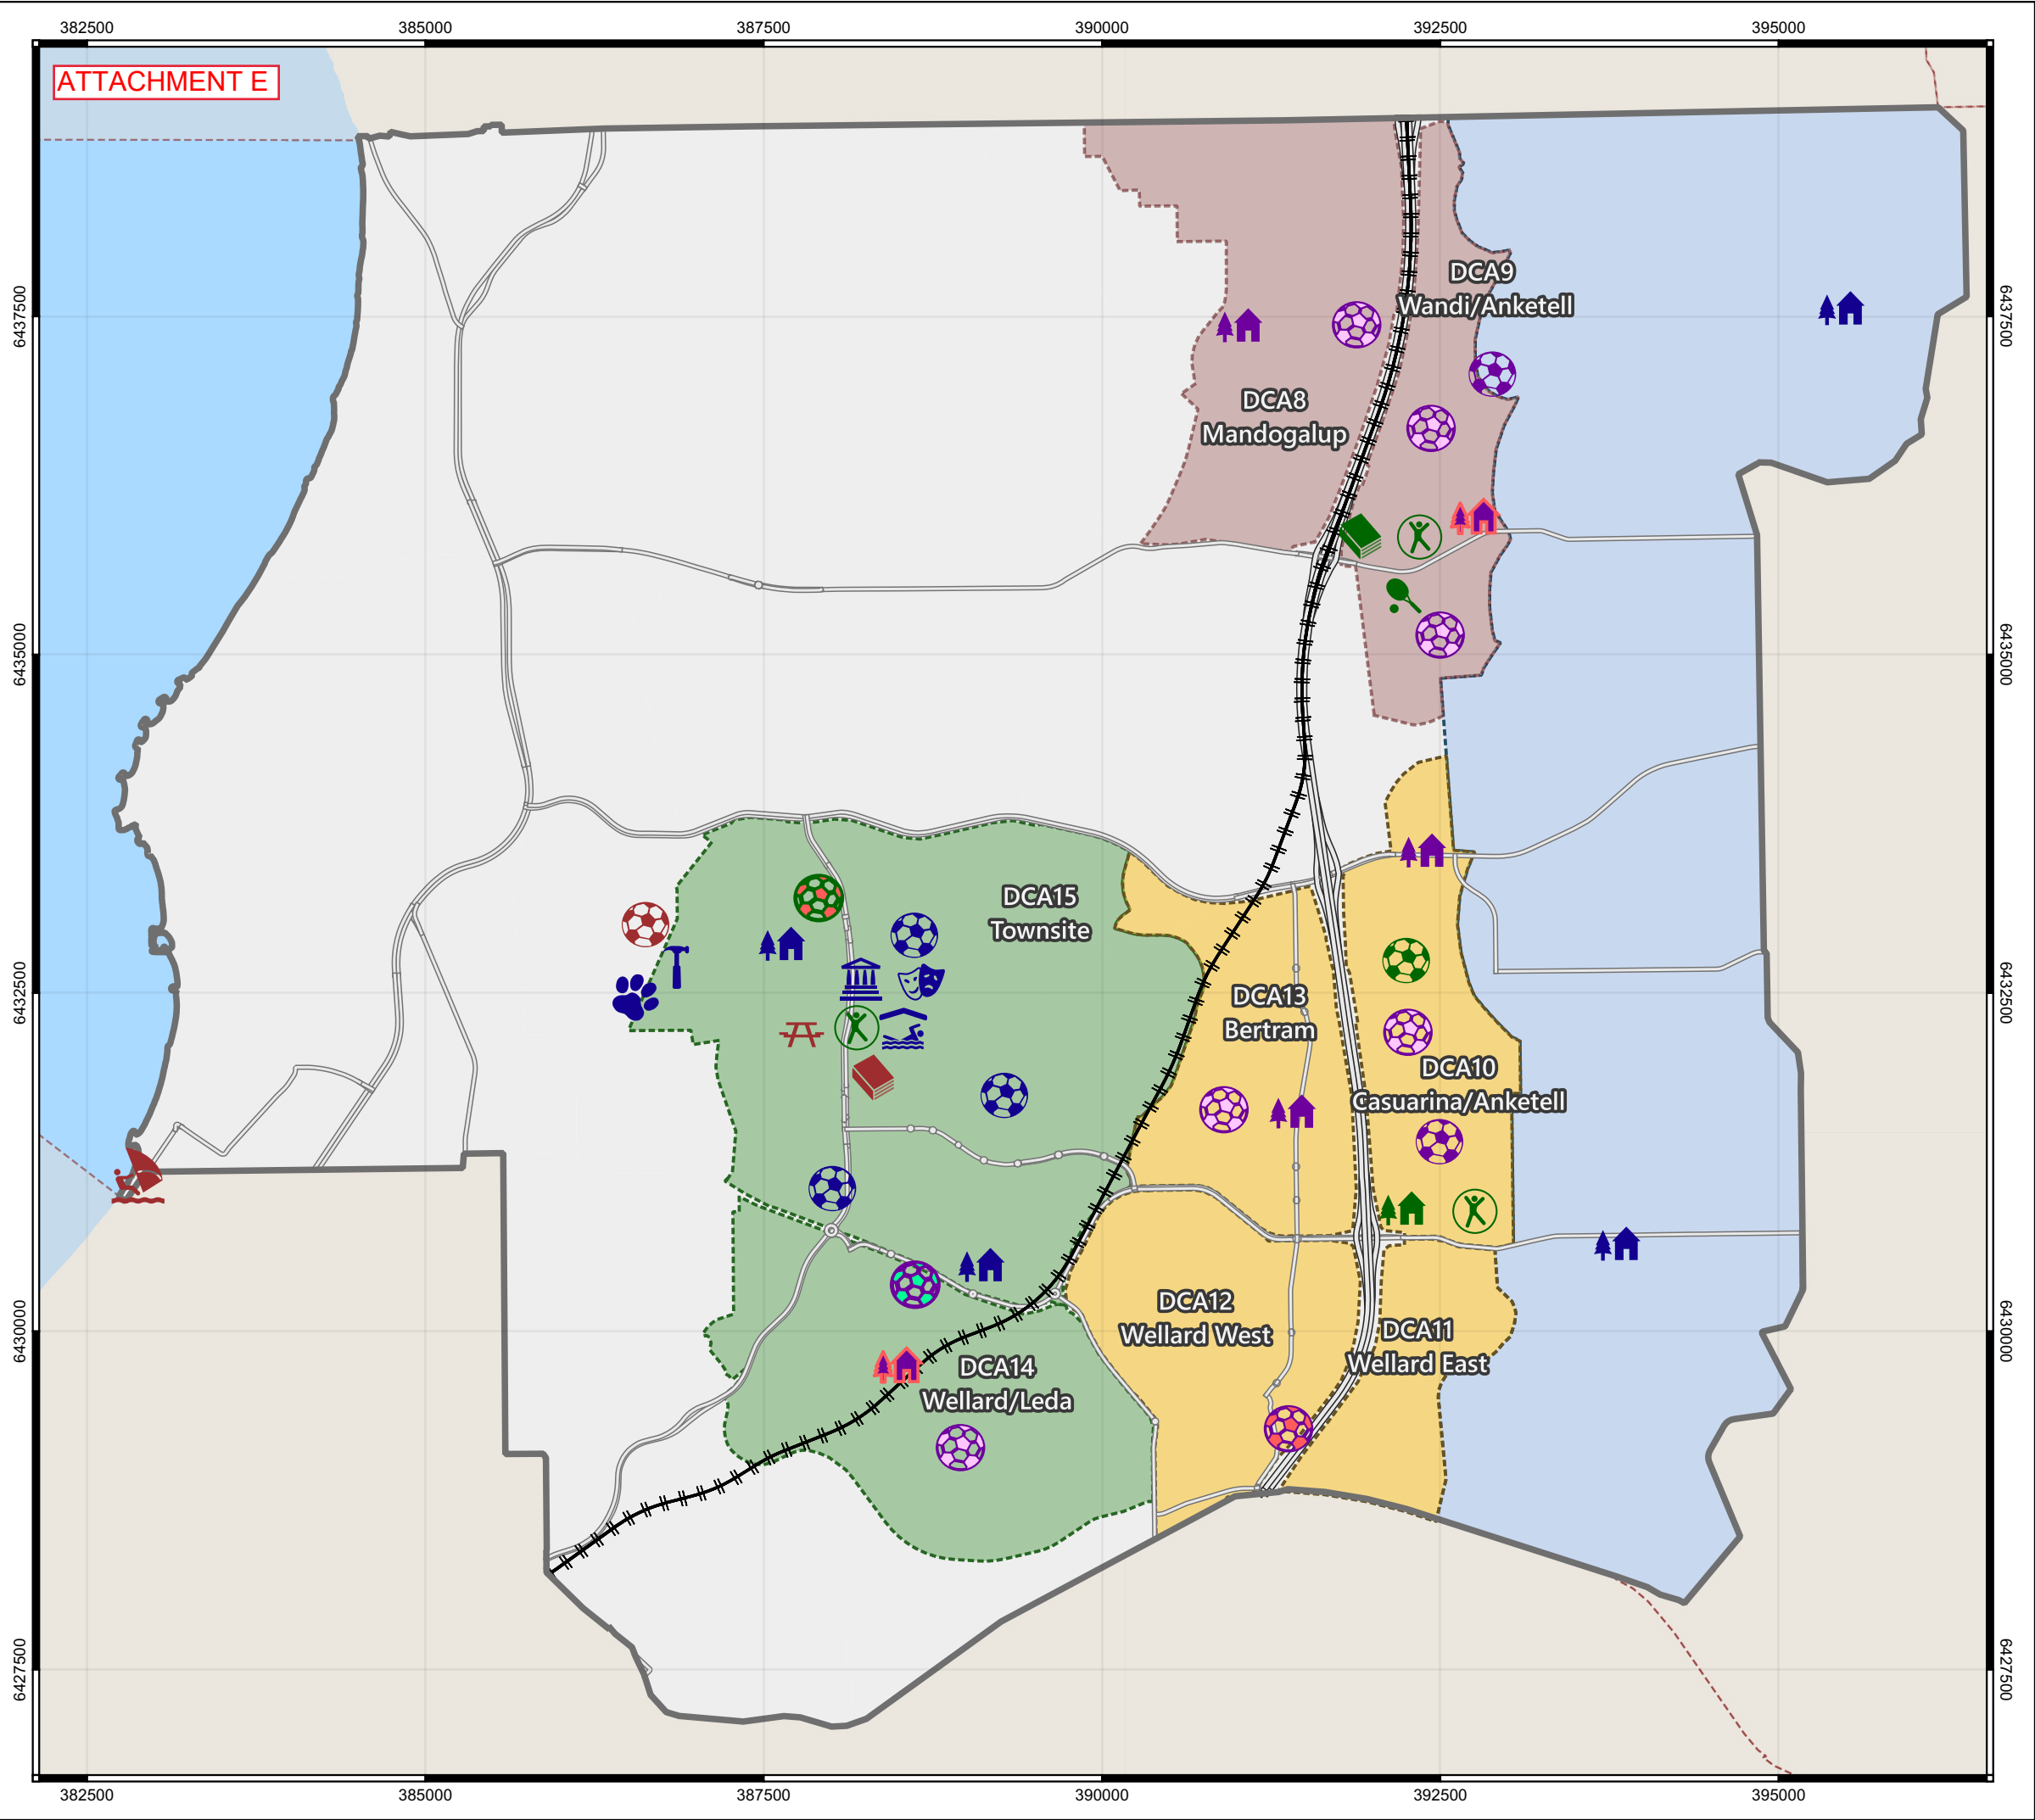 382500 385000 387500 390000 392500 395000
ATTACHMENT E
DCA9
Wandi/Anketell
6437500
6437500
DCA8
Mandogalup
6435000
6435000
DCA15
Townsite
6432500
6432500
DCA13
Bertram
DCA10
Casuarina/Anketell
DCA12
Wellard West
DCA11
Wellard East
6430000
6430000
DCA14
Wellard/Leda
6427500
6427500
382500 385000 387500 390000 392500 395000